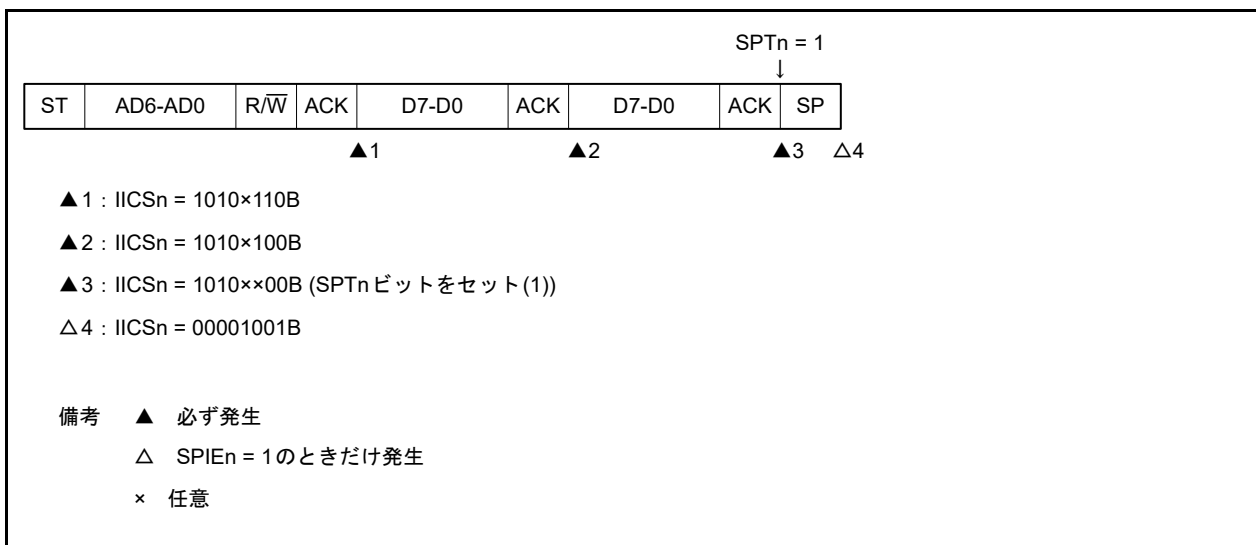 SPTn = 1
↓
ST AD6-AD0 R/W̅ ACK D7-D0 ACK D7-D0 ACK SP
▲1 ▲2 ▲3 △4
▲1 : IICSn = 1010×110B
▲2 : IICSn = 1010×100B
▲3 : IICSn = 1010××00B (SPTnビットをセット(1))
△4 : IICSn = 00001001B
備考 ▲ 必ず発生
△ SPIEn = 1のときだけ発生
× 任意